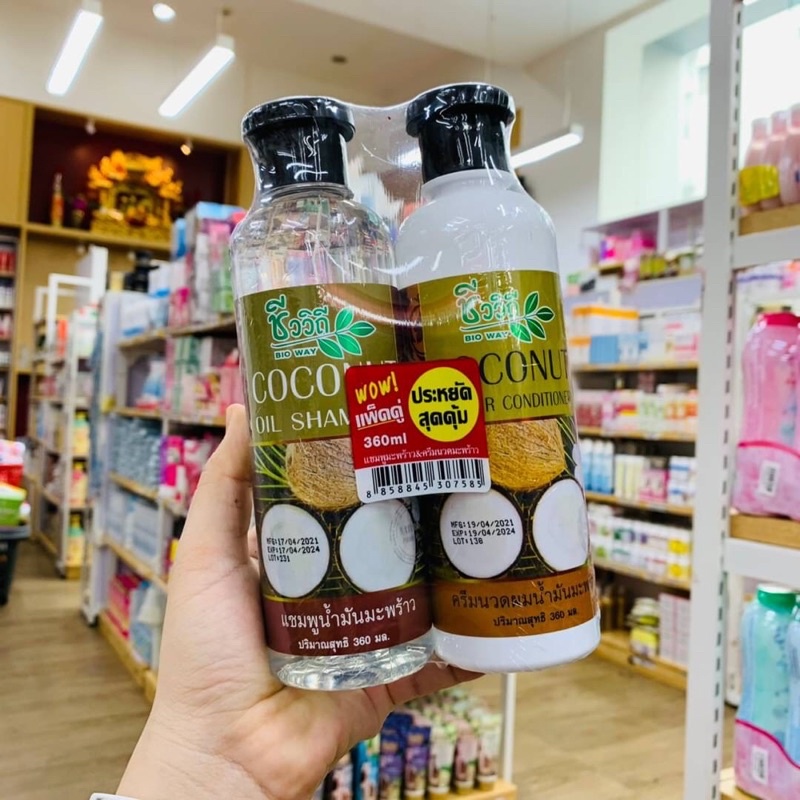 ชีววิถี
BIO WAY
COCONUT
OIL SHAM
แชมพูน้ำมันมะพร้าว
ปริมาณสุทธิ 360 มล.
MFG:17/04/2021
EXP:17/04/2024
LOT:231
WOW!
แพ็คคู่
360ml
ประหยัด
สุดคุ้ม
แชมพูมะพร้าว&ครีมนวดมะพร้าว
8 858845 307585
ชีววิถี
BIO WAY
OCONUT
R CONDITIONER
MFG:19/04/2021
EXP:19/04/2024
LOT:136
ครีมนวดผมน้ำมันมะพร้าว
ปริมาณสุทธิ 360 มล.